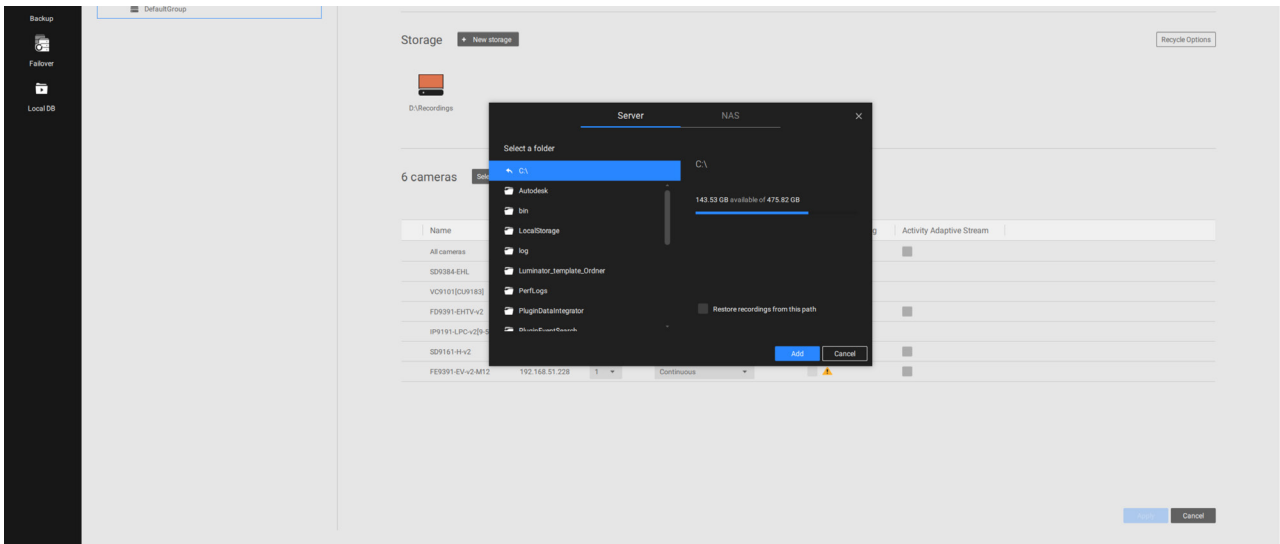 Backup
DefaultGroup
Storage
+ New storage
Recycle Options
Failover
Local DB
D:\Recordings
Server
NAS
Select a folder
C:\
C:\
Autodesk
143.53 GB available of 475.82 GB
bin
LocalStorage
log
Luminator_template_Ordner
PerfLogs
PluginDataIntegrator
Restore recordings from this path
PluginEventSearch
Add
Cancel
6 cameras
Name
Activity Adaptive Stream
All cameras
SD9384-EHL
VC9101[CU9183]
FD9391-EHTV-v2
SD9161-H-v2
FE9391-EV-v2-M12 192.168.51.228 1 Continuous
Apply
Cancel